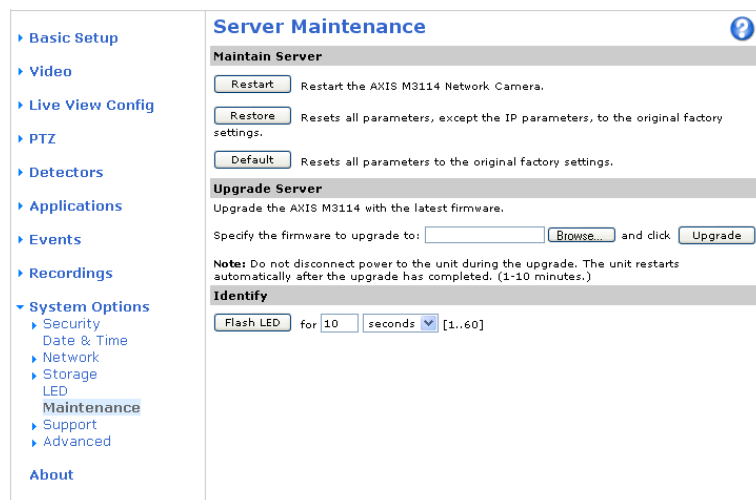 Basic Setup
Video
Live View Config
PTZ
Detectors
Applications
Events
Recordings
System Options
Security
Date & Time
Network
Storage
LED
Maintenance
Support
Advanced
About
Server Maintenance
?
Maintain Server
Restart Restart the AXIS M3114 Network Camera.
Restore Resets all parameters, except the IP parameters, to the original factory
settings.
Default Resets all parameters to the original factory settings.
Upgrade Server
Upgrade the AXIS M3114 with the latest firmware.
Specify the firmware to upgrade to: Browse... and click Upgrade
Note: Do not disconnect power to the unit during the upgrade. The unit restarts
automatically after the upgrade has completed. (1-10 minutes.)
Identify
Flash LED for 10 seconds [1..60]